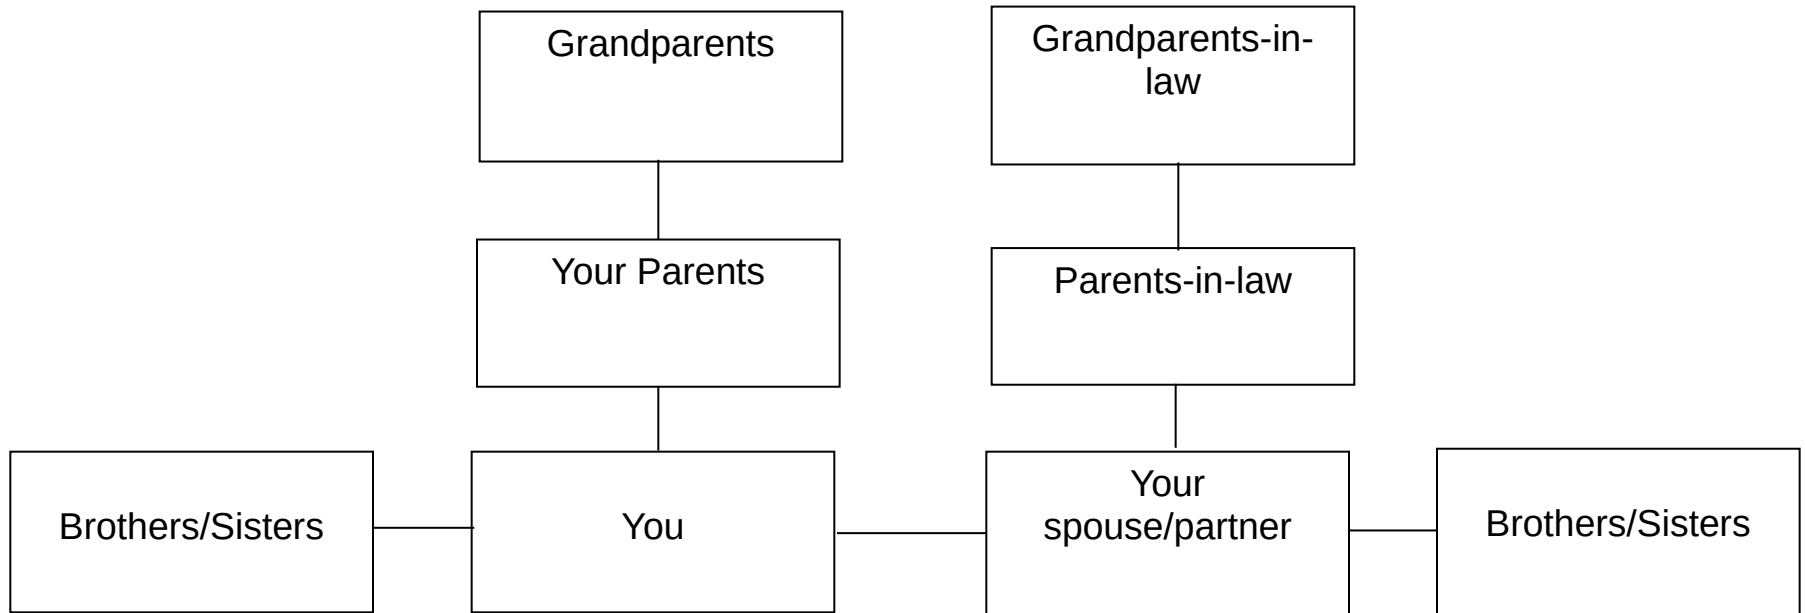 Grandparents
Grandparents-in-
law
Your Parents
Parents-in-law
Brothers/Sisters
You
Your
spouse/partner
Brothers/Sisters